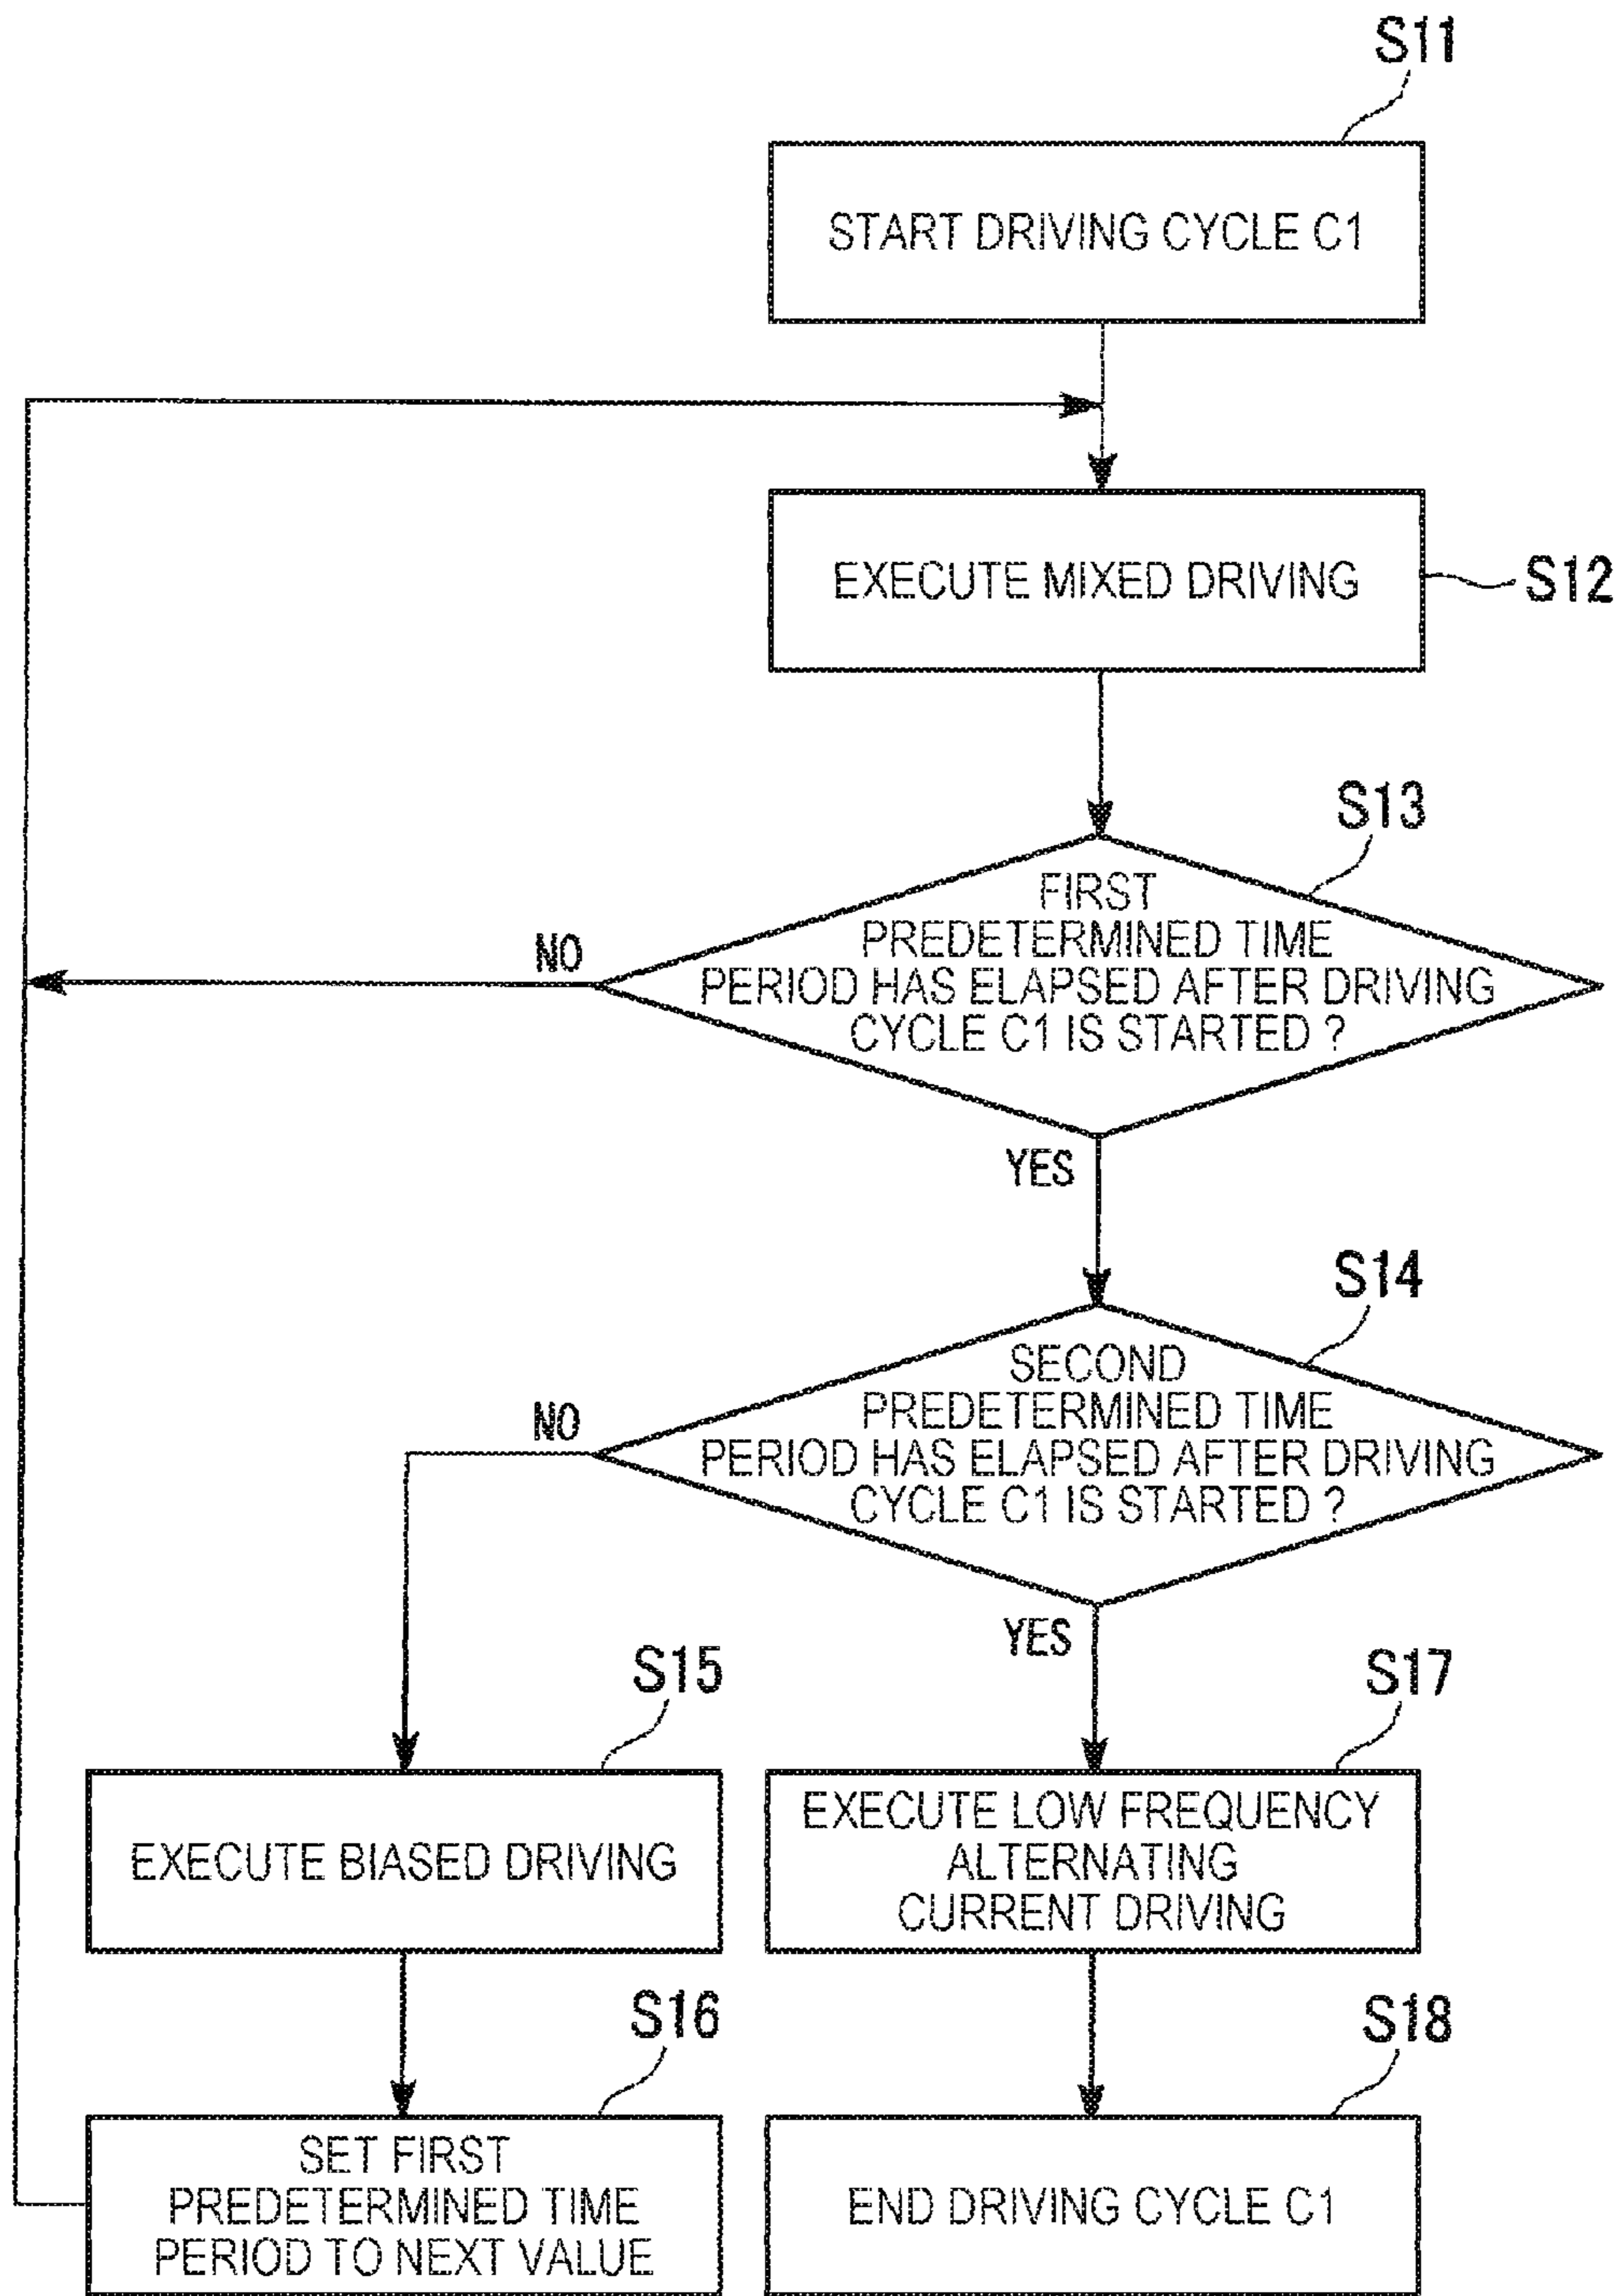 S11
START DRIVING CYCLE C1
EXECUTE MIXED DRIVING
S12
S13
FIRST
PREDETERMINED TIME
PERIOD HAS ELAPSED AFTER DRIVING
CYCLE C1 IS STARTED ?
NO
YES
S14
SECOND
PREDETERMINED TIME
PERIOD HAS ELAPSED AFTER DRIVING
CYCLE C1 IS STARTED ?
NO
YES
S15
EXECUTE BIASED DRIVING
S17
EXECUTE LOW FREQUENCY
ALTERNATING
CURRENT DRIVING
S16
SET FIRST
PREDETERMINED TIME
PERIOD TO NEXT VALUE
S18
END DRIVING CYCLE C1